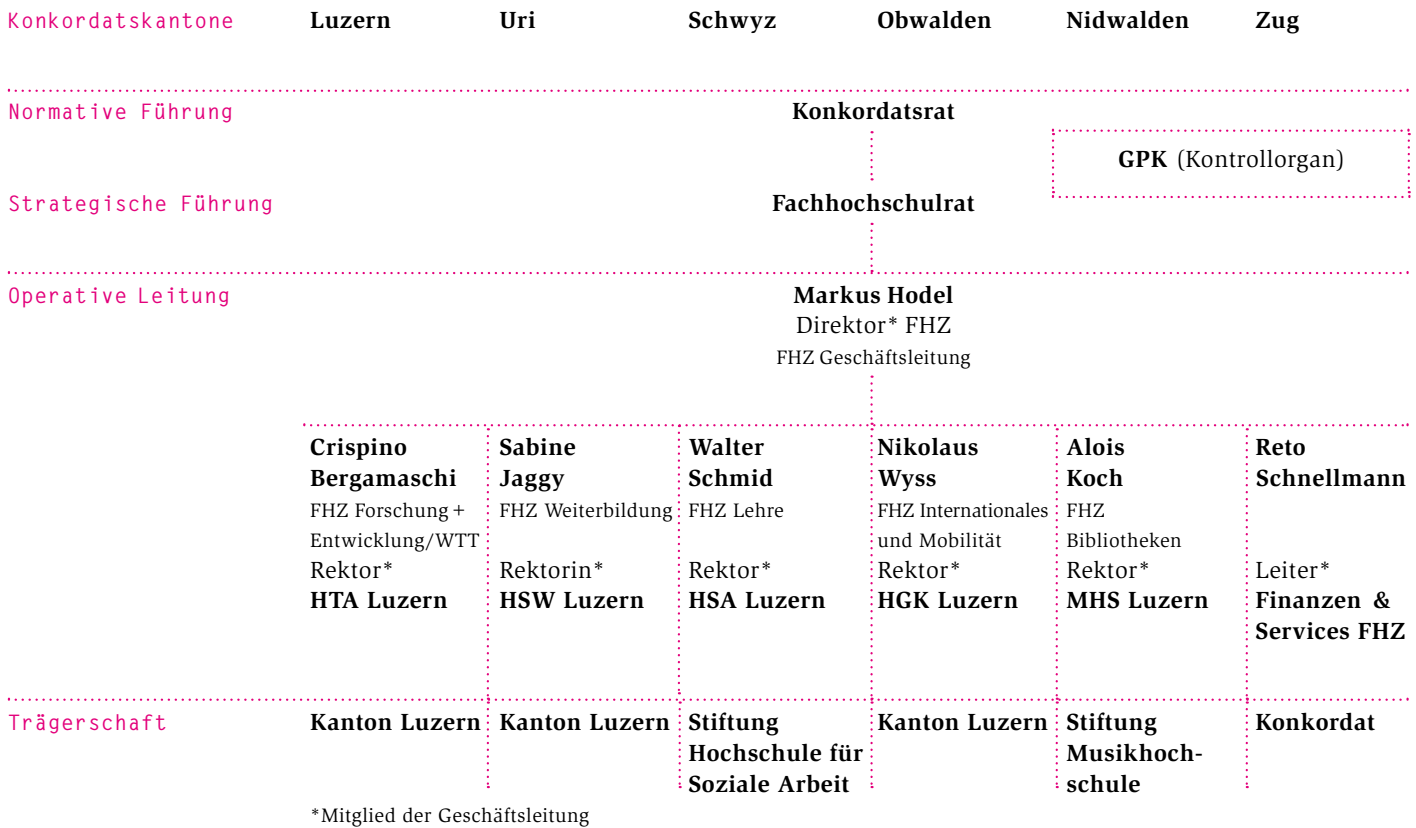 Konkordatskantone Luzern Uri Schwyz Obwalden Nidwalden Zug
Normative Führung Konkordatsrat
GPK (Kontrollorgan)
Strategische Führung Fachhochschulrat
Operative Leitung Markus Hodel
Direktor* FHZ
FHZ Geschäftsleitung
Crispino
Bergamaschi
FHZ Forschung +
Entwicklung/WTT
Rektor*
HTA Luzern
Sabine
Jaggy
FHZ Weiterbildung
Rektorin*
HSW Luzern
Walter
Schmid
FHZ Lehre
Rektor*
HSA Luzern
Nikolaus
Wyss
FHZ Internationales
und Mobilität
Rektor*
HGK Luzern
Alois
Koch
FHZ
Bibliotheken
Rektor*
MHS Luzern
Reto
Schnellmann
Leiter*
Finanzen &
Services FHZ
Trägerschaft
Kanton Luzern
Kanton Luzern
Stiftung
Hochschule für
Soziale Arbeit
Kanton Luzern
Stiftung
Musikhoch-
schule
Konkordat
*Mitglied der Geschäftsleitung